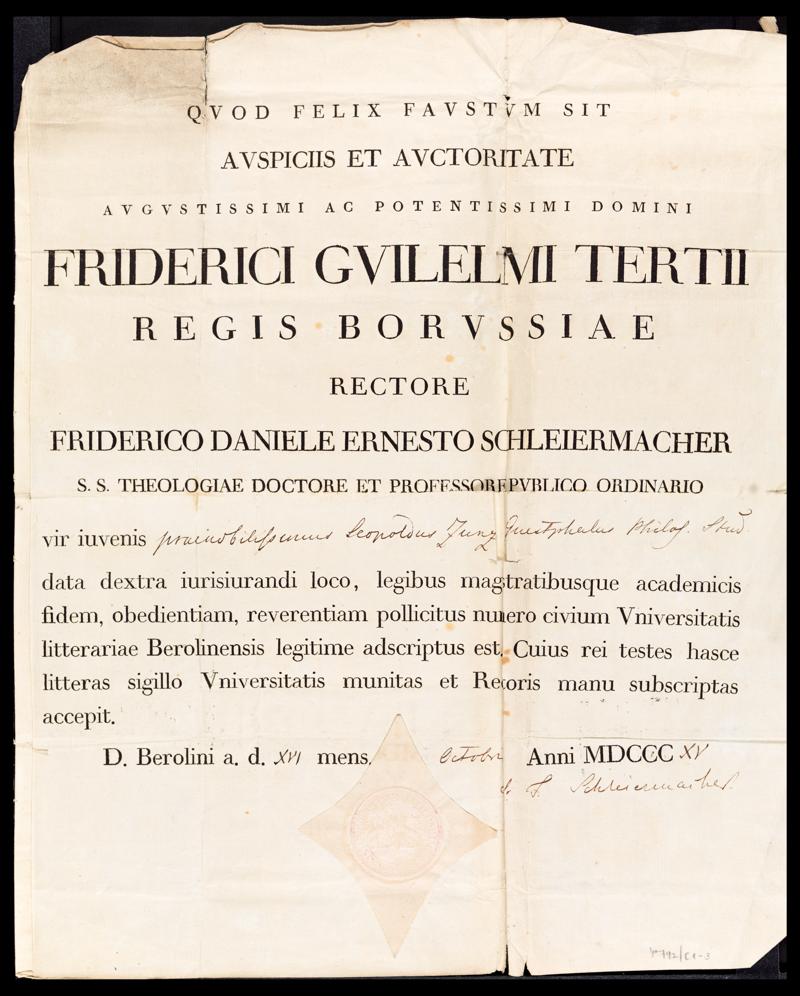 QVOD FELIX FAVSTVM SIT
AVSPICIIS ET AVCTORITATE
AVGVSTISSIMI AC POTENTISSIMI DOMINI
FRIDERICI GVILELMI TERTII
REGIS BORVSSIAE
RECTORE
FRIDERICO DANIELE ERNESTO SCHLEIERMACHER
S. S. THEOLOGIAE DOCTORE ET PROFESSORE PVBLICO ORDINARIO
vir iuvenis praenobilissimus Leopoldus Zunz Guestphalus Philos. Stud.
data dextra iurisiurandi loco, legibus magistratibusque academicis
fidem, obedientiam, reverentiam pollicitus numero civium Vniversitatis
litterariae Berolinensis legitime adscriptus est. Cuius rei testes hasce
litteras sigillo Vniversitatis munitas et Rectoris manu subscriptas
accepit.
D. Berolini a. d. XVI mens. Octobr Anni MDCCCXV
F. Schleiermacher.